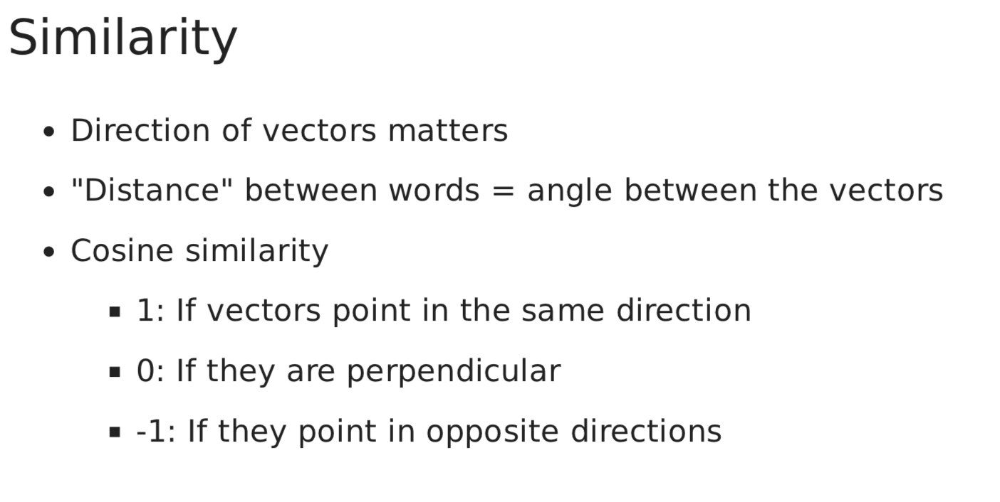 Similarity
• Direction of vectors matters
• "Distance" between words = angle between the vectors
• Cosine similarity
▪ 1: If vectors point in the same direction
▪ 0: If they are perpendicular
▪ -1: If they point in opposite directions